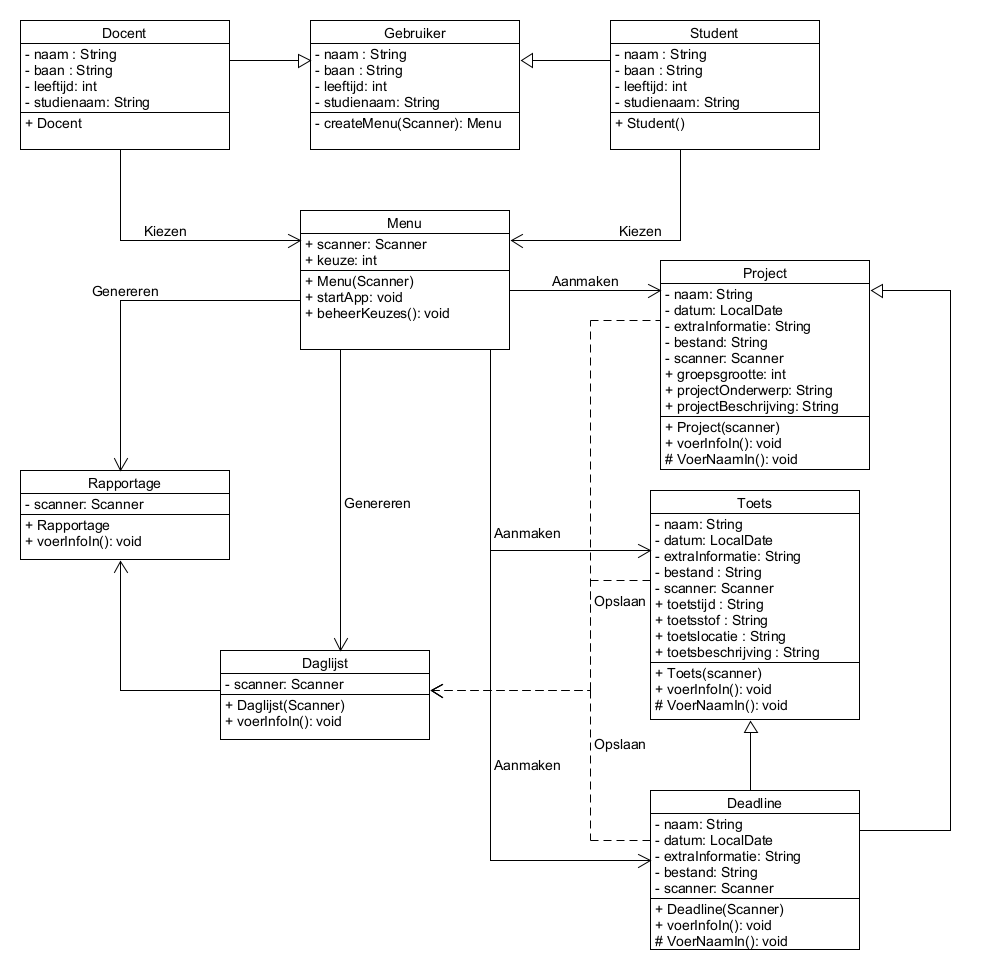 Docent
- naam : String
- baan : String
- leeftijd: int
- studienaam: String
+ Docent
Gebruiker
- naam : String
- baan : String
- leeftijd: int
- studienaam: String
- createMenu(Scanner): Menu
Student
- naam : String
- baan : String
- leeftijd: int
- studienaam: String
+ Student()
Kiezen
Kiezen
Menu
+ scanner: Scanner
+ keuze: int
+ Menu(Scanner)
+ startApp: void
+ beheerKeuzes(): void
Genereren
Aanmaken
Project
- naam: String
- datum: LocalDate
- extraInformatie: String
- bestand: String
- scanner: Scanner
+ groepsgrootte: int
+ projectOnderwerp: String
+ projectBeschrijving: String
+ Project(scanner)
+ voerInfoIn(): void
# VoerNaamIn(): void
Rapportage
- scanner: Scanner
+ Rapportage
+ voerInfoIn(): void
Genereren
Aanmaken
Toets
- naam: String
- datum: LocalDate
- extraInformatie: String
- bestand : String
- scanner: Scanner
+ toetstijd : String
+ toetsstof : String
+ toetslocatie : String
+ toetsbeschrijving : String
+ Toets(scanner)
+ voerInfoIn(): void
# VoerNaamIn(): void
Opslaan
Daglijst
- scanner: Scanner
+ Daglijst(Scanner)
+ voerInfoIn(): void
Opslaan
Aanmaken
Deadline
- naam: String
- datum: LocalDate
- extraInformatie: String
- bestand: String
- scanner: Scanner
+ Deadline(Scanner)
+ voerInfoIn(): void
# VoerNaamIn(): void